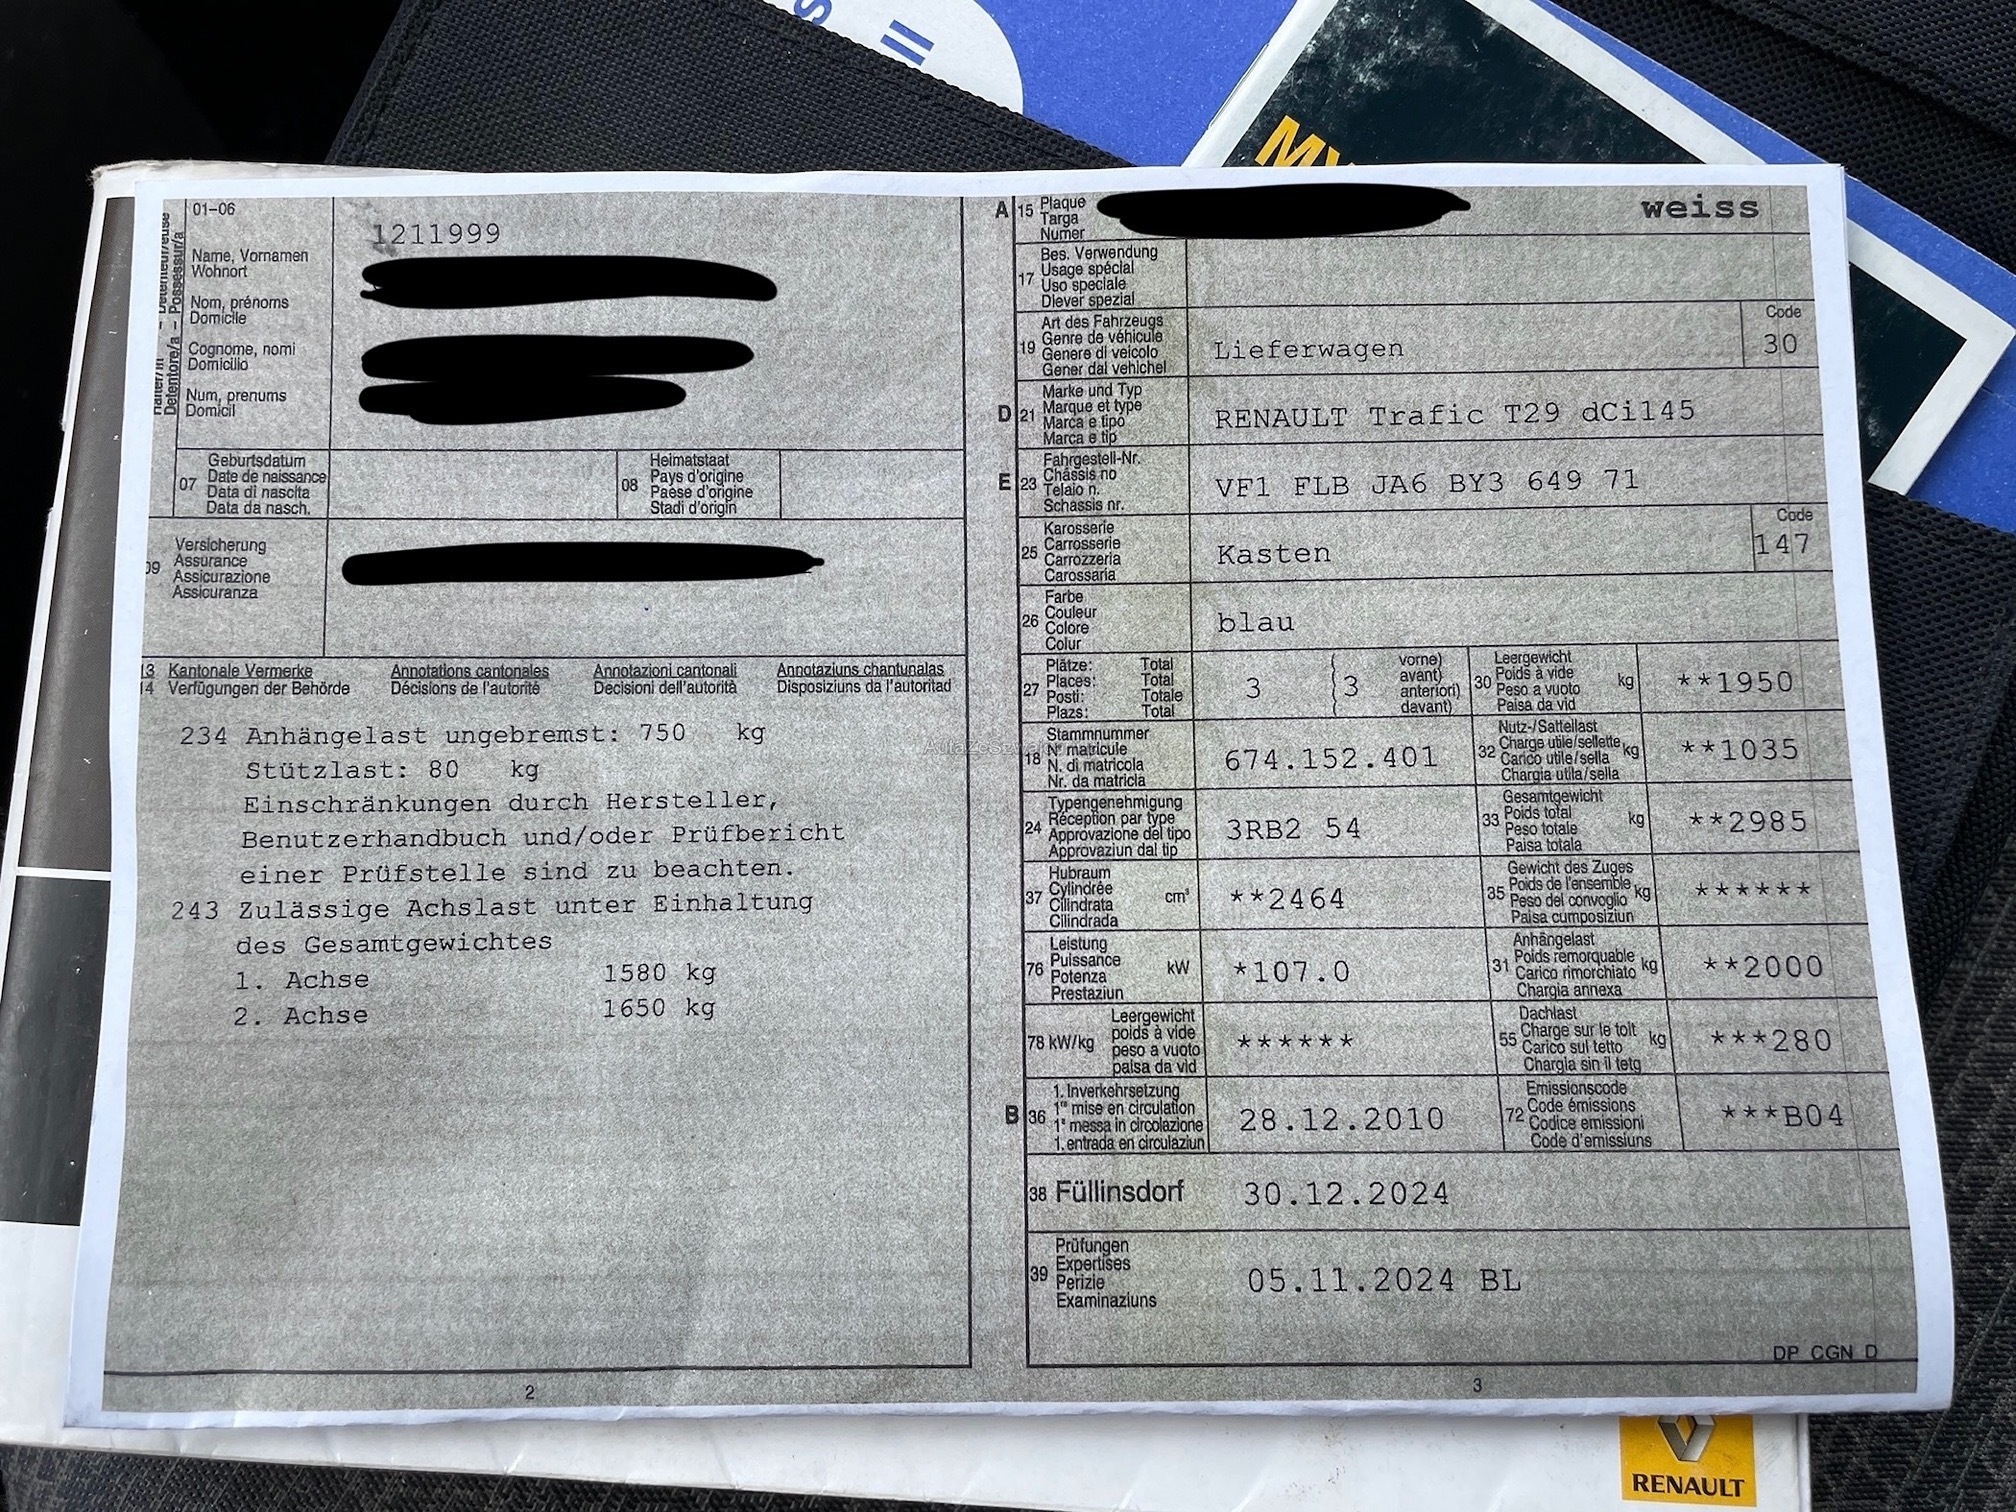 MY
01-06
1211999
Name, Vornamen
Wohnort
Nom, prénoms
Domicile
Cognome, nomi
Domicilio
Num, prenums
Domicil
Detentore/a – Possessur/a
07
Geburtsdatum
Date de naissance
Data di nascita
Data da nasch.
08
Heimatstaat
Pays d'origine
Paese d'origine
Stadi d'origin
09
Versicherung
Assurance
Assicurazione
Assicuranza
13 Kantonale Vermerke Annotations cantonales Annotazioni cantonali Annotaziuns chantunalas
14 Verfügungen der Behörde Décisions de l'autorité Decisioni dell'autorità Disposiziuns da l'autoritad
234 Anhängelast ungebremst: 750 kg
Stützlast: 80 kg
Einschränkungen durch Hersteller,
Benutzerhandbuch und/oder Prüfbericht
einer Prüfstelle sind zu beachten.
243 Zulässige Achslast unter Einhaltung
des Gesamtgewichtes
1. Achse 1580 kg
2. Achse 1650 kg
2
A 15
Plaque
Targa
Numer
weiss
17
Bes. Verwendung
Usage spécial
Uso speciale
Diever spezial
19
Art des Fahrzeugs
Genre de véhicule
Genere di veicolo
Gener dal vehichel
Lieferwagen
Code
30
D 21
Marke und Typ
Marque et type
Marca e tipo
Marca e tip
RENAULT Trafic T29 dCi145
E 23
Fahrgestell-Nr.
Châssis no
Telaio n.
Schassis nr.
VF1 FLB JA6 BY3 649 71
25
Karosserie
Carrosserie
Carrozzeria
Carossaria
Kasten
Code
147
26
Farbe
Couleur
Colore
Colur
blau
27
Plätze: Total
Places: Total
Posti: Totale
Plazs: Total
3 (3
vorne)
avant)
anteriori)
davant)
30
Leergewicht
Poids à vide
Peso a vuoto
Paisa da vid
kg
**1950
18
Stammnummer
N° matricule
N. di matricola
Nr. da matricla
674.152.401
32
Nutz-/Sattellast
Charge utile/sellette
Carico utile/sella
Chargia utila/sella
kg
**1035
24
Typengenehmigung
Réception par type
Approvazione del tipo
Approvaziun dal tip
3RB2 54
33
Gesamtgewicht
Poids total
Peso totale
Paisa totala
kg
**2985
37
Hubraum
Cylindrée
Cilindrata
Cilindrada
cm³
**2464
35
Gewicht des Zuges
Poids de l'ensemble
Peso del convoglio
Paisa cumposiziun
kg
******
76
Leistung
Puissance
Potenza
Prestaziun
kW
*107.0
31
Anhängelast
Poids remorquable
Carico rimorchiato
Chargia annexa
kg
**2000
78 kW/kg
Leergewicht
poids à vide
peso a vuoto
paisa da vid
******
55
Dachlast
Charge sur le toit
Carico sul tetto
Chargia sin il tetg
kg
***280
B 36
1. Inverkehrsetzung
1re mise en circulation
1a messa in circolazione
1. entrada en circulaziun
28.12.2010
72
Emissionscode
Code émissions
Codice emissioni
Code d'emissiuns
***B04
38 Füllinsdorf 30.12.2024
39
Prüfungen
Expertises
Perizie
Examinaziuns
05.11.2024 BL
DP CGN D
3
RENAULT